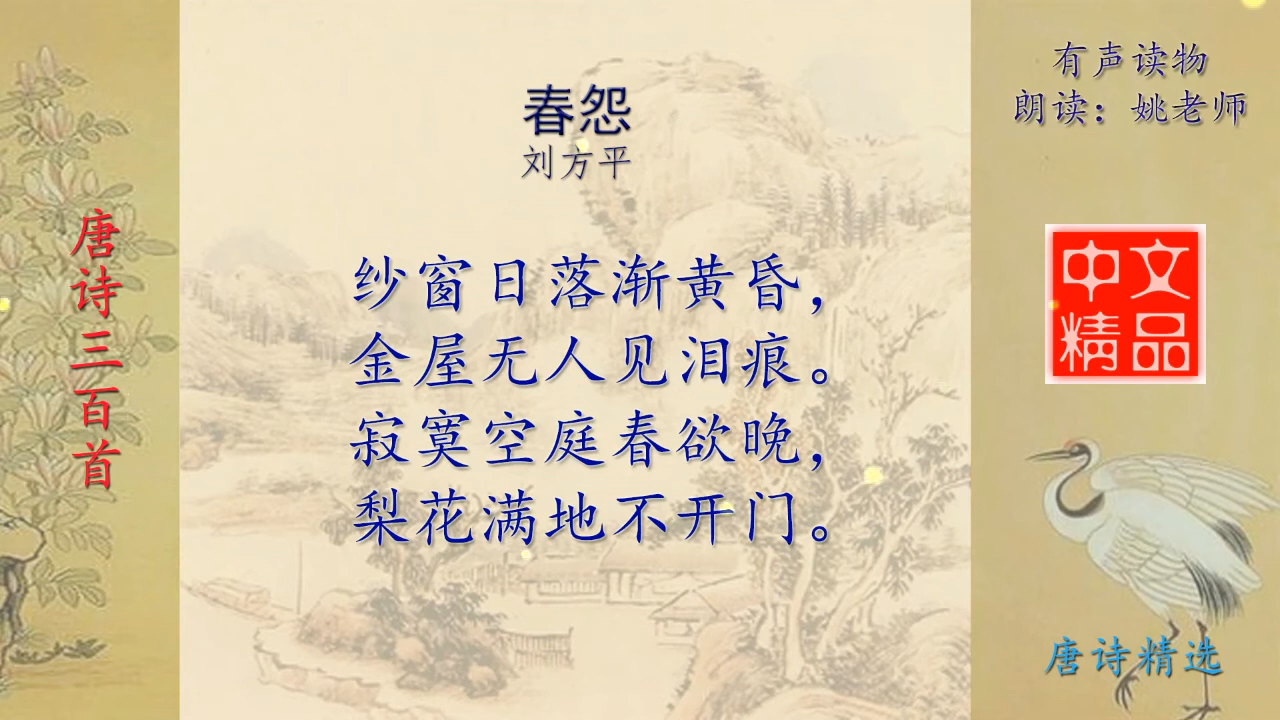 春怨
刘方平
纱窗日落渐黄昏，
金屋无人见泪痕。
寂寞空庭春欲晚，
梨花满地不开门。
唐诗三百首
有声读物
朗读：姚老师
中文
精品
唐诗精选